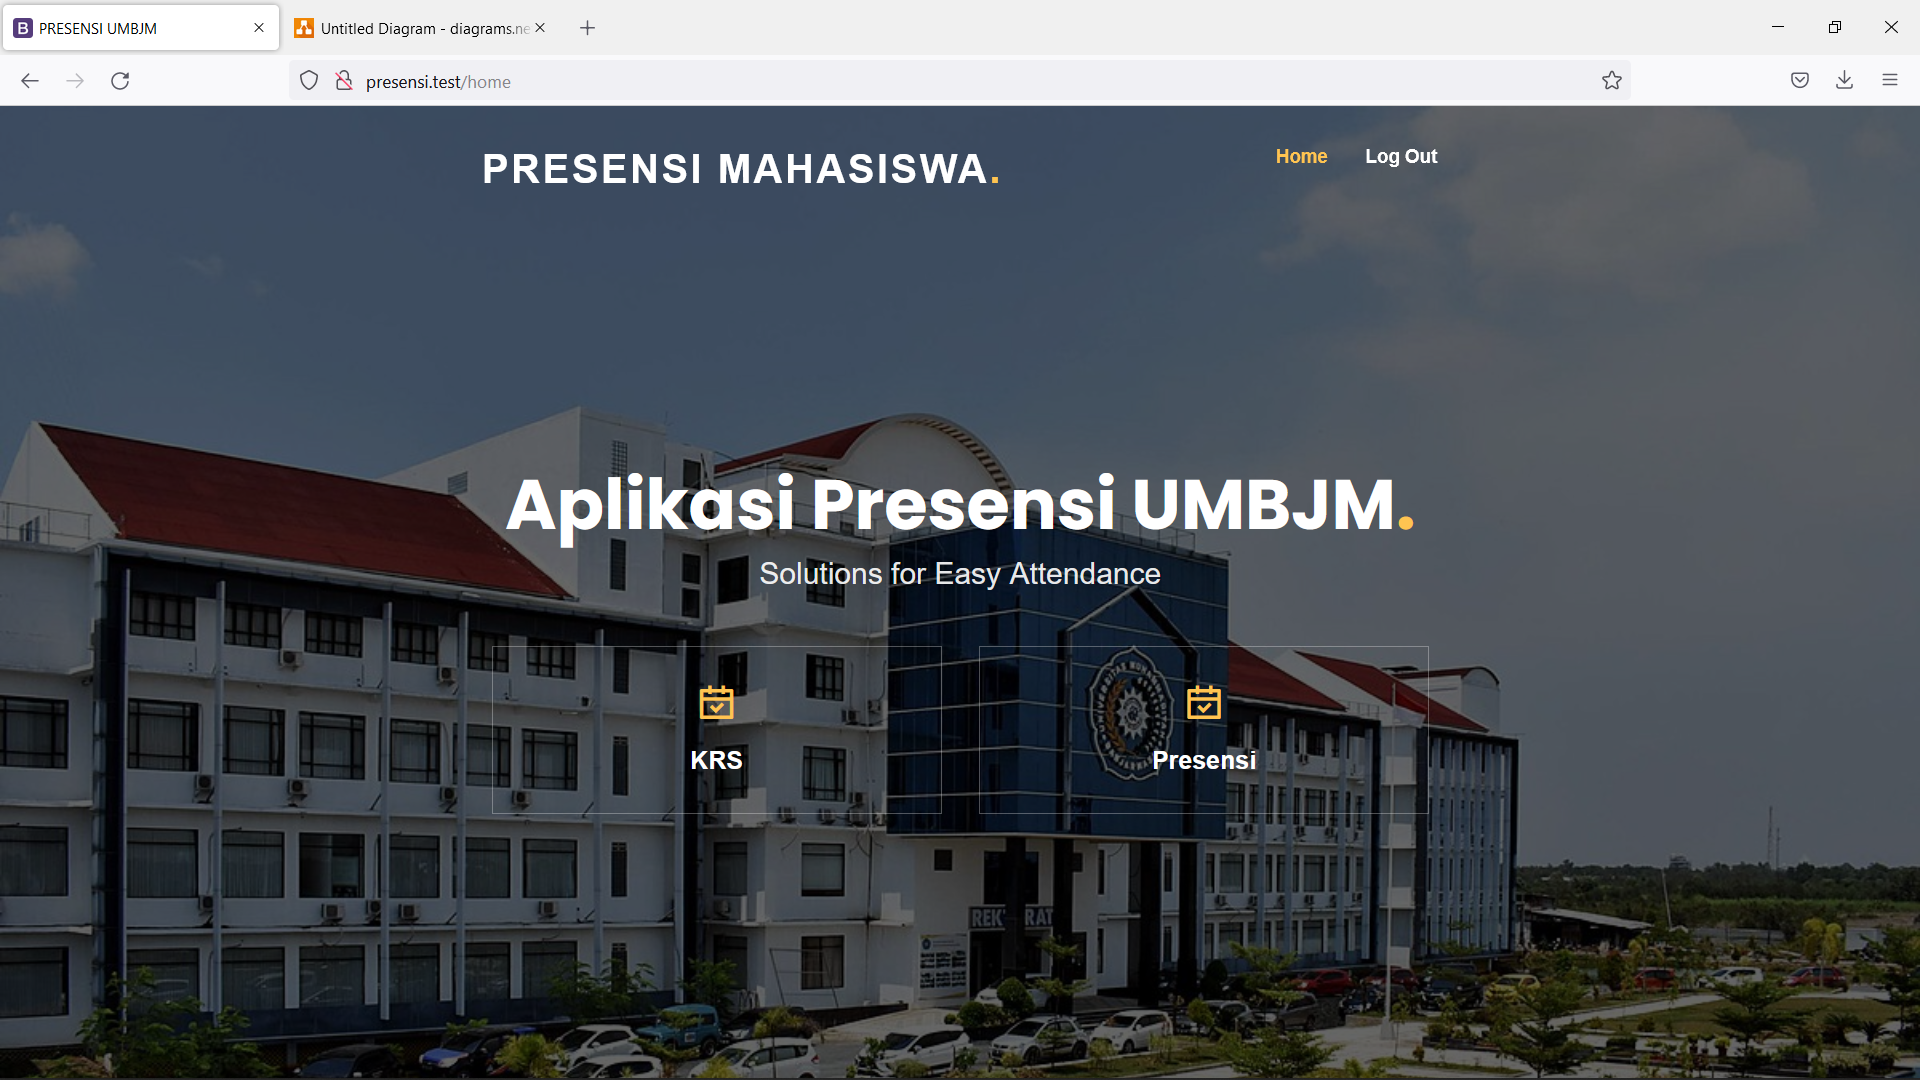 PRESENSI UMBJM
Untitled Diagram - diagrams.ne
presensi.test/home
PRESENSI MAHASISWA.
Home
Log Out
Aplikasi Presensi UMBJM.
Solutions for Easy Attendance
KRS
Presensi